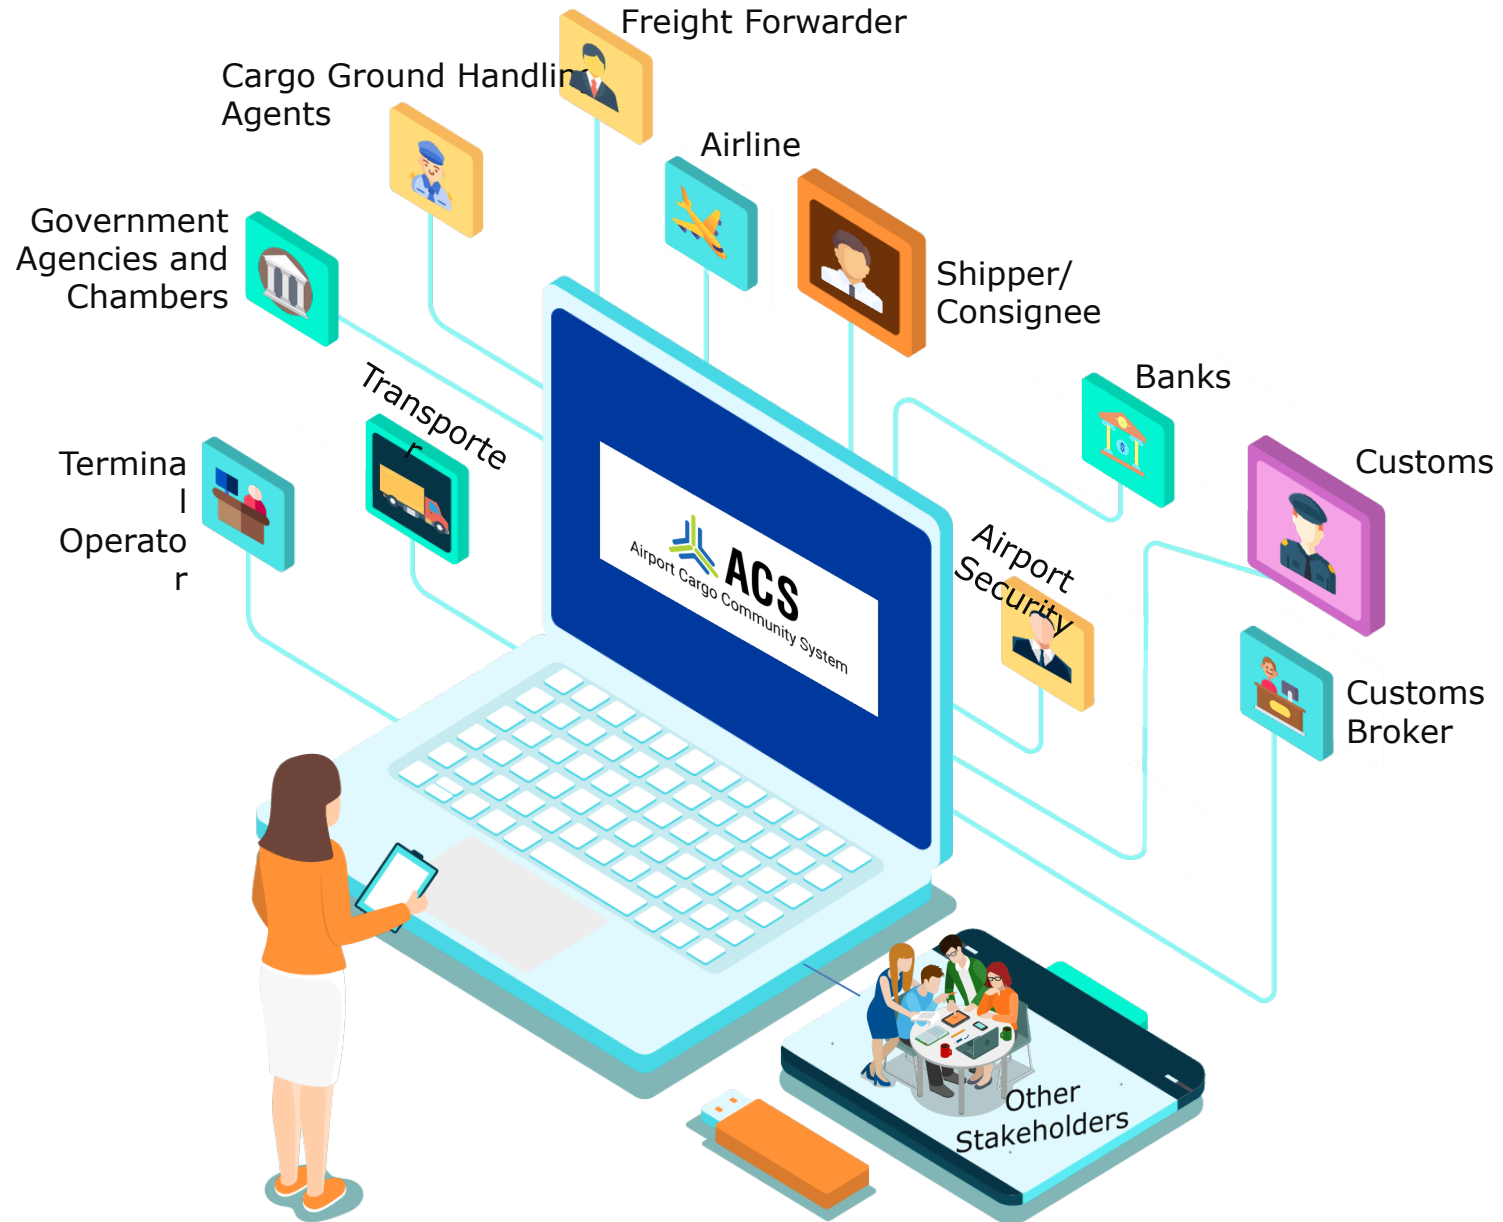 Freight Forwarder
Cargo Ground Handling
Agents
Airline
Government
Agencies and
Chambers
Shipper/
Consignee
Transporte
r
Banks
Termina
l
Operato
r
Customs
Airport
Security
ACS
Airport Cargo Community System
Customs
Broker
Other
Stakeholders